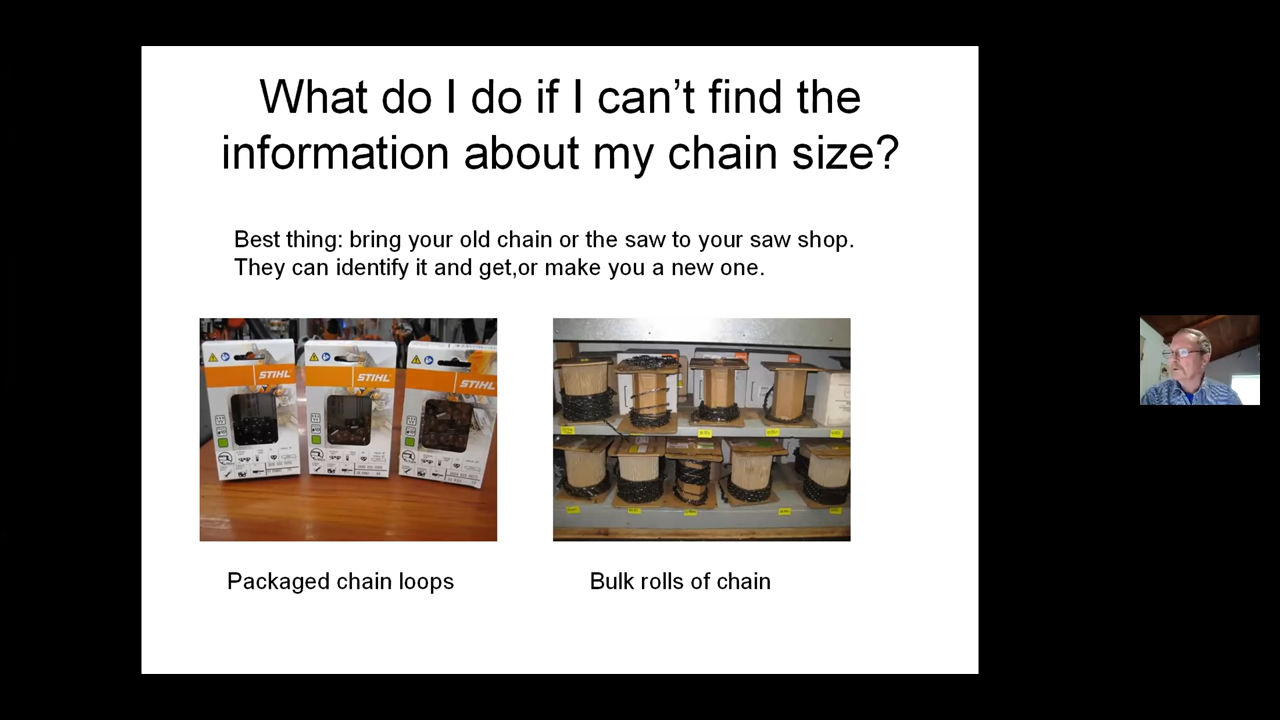 What do I do if I can’t find the
information about my chain size?
Best thing: bring your old chain or the saw to your saw shop.
They can identify it and get,or make you a new one.
STIHL
STIHL
STIHL
Packaged chain loops
Bulk rolls of chain